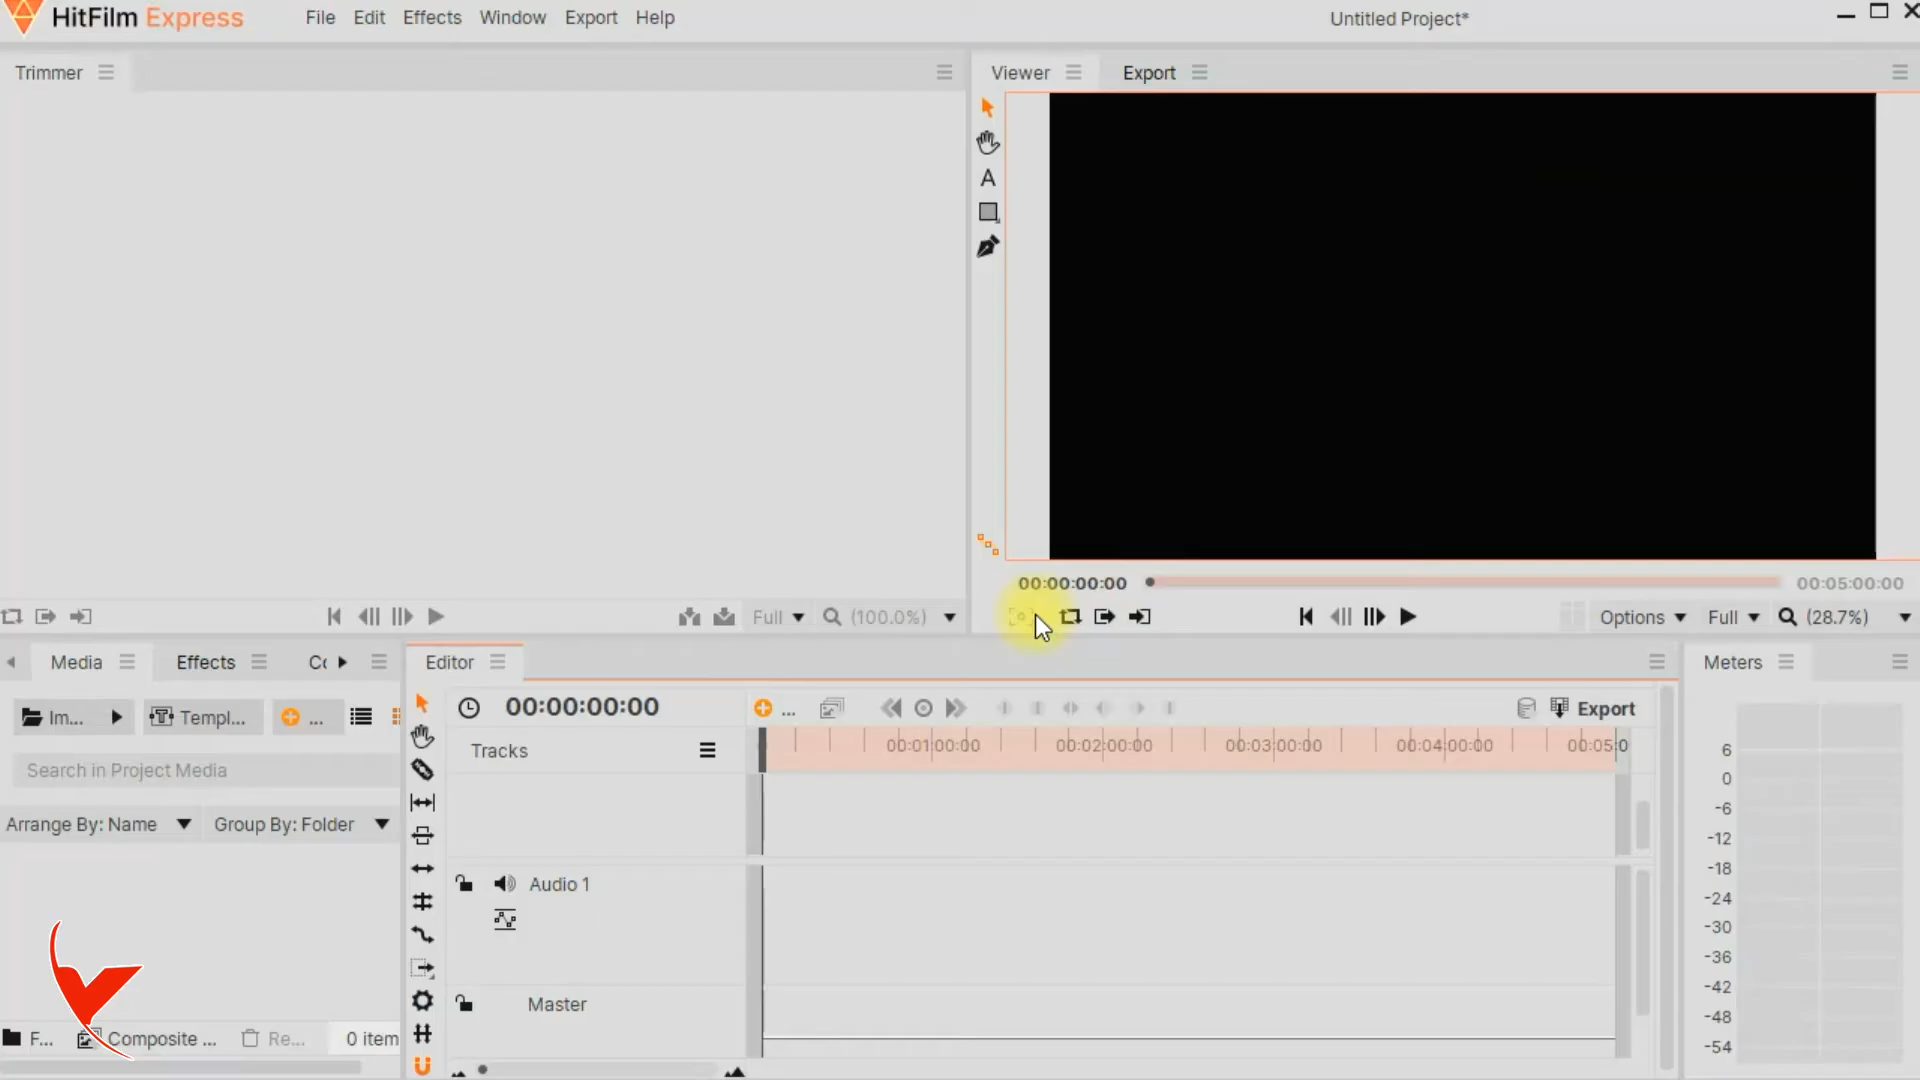 HitFilm Express File Edit Effects Window Export Help Untitled Project*
Trimmer Viewer Export
A
00:00:00:00 00:05:00:00
Full (100.0%) Options Full (28.7%)
Media Effects Editor Meters
Im... Templ... ... 00:00:00:00 ... Export
Tracks 00:01:00:00 00:02:00:00 00:03:00:00 00:04:00:00 00:05:0
Search in Project Media
Arrange By: Name Group By: Folder
Audio 1
Master
F... Composite ... Re... 0 item
6
0
-6
-12
-18
-24
-30
-36
-42
-48
-54